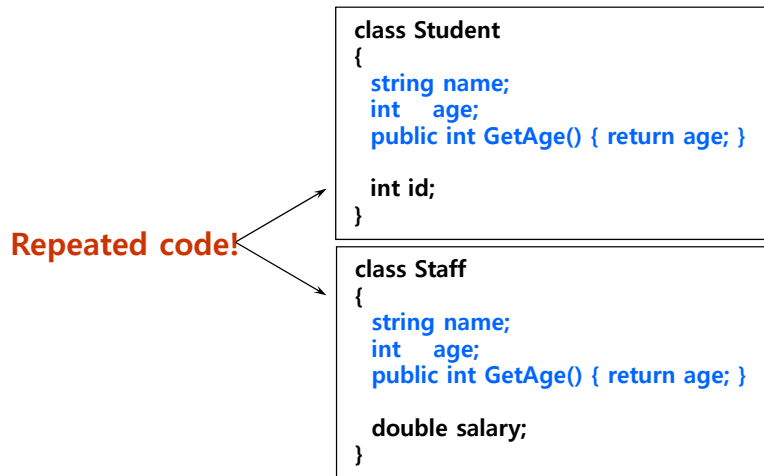 class Student
{
string name;
int age;
public int GetAge() { return age; }
int id;
}
Repeated code!
class Staff
{
string name;
int age;
public int GetAge() { return age; }
double salary;
}